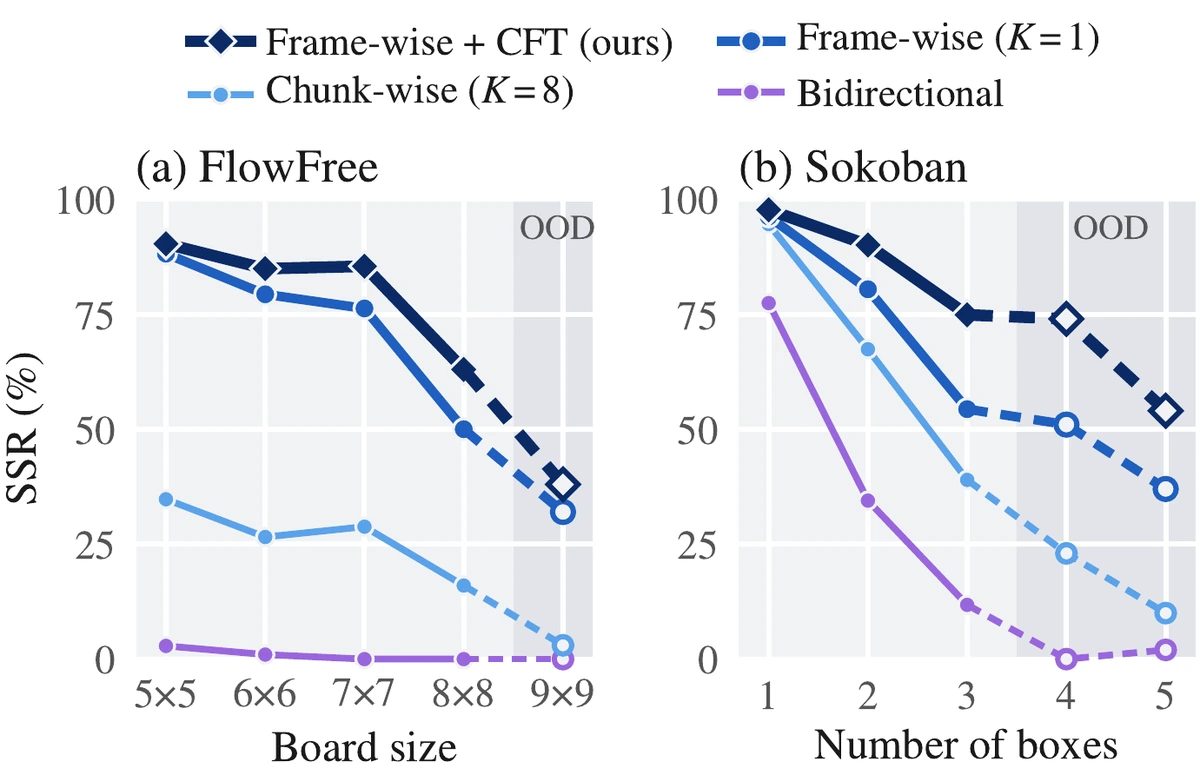 Frame-wise + CFT (ours)
Frame-wise (K=1)
Chunk-wise (K=8)
Bidirectional
(a) FlowFree
(b) Sokoban
SSR (%)
100
75
50
25
0
OOD
5×5 6×6 7×7 8×8 9×9
Board size
100
75
50
25
0
OOD
1 2 3 4 5
Number of boxes